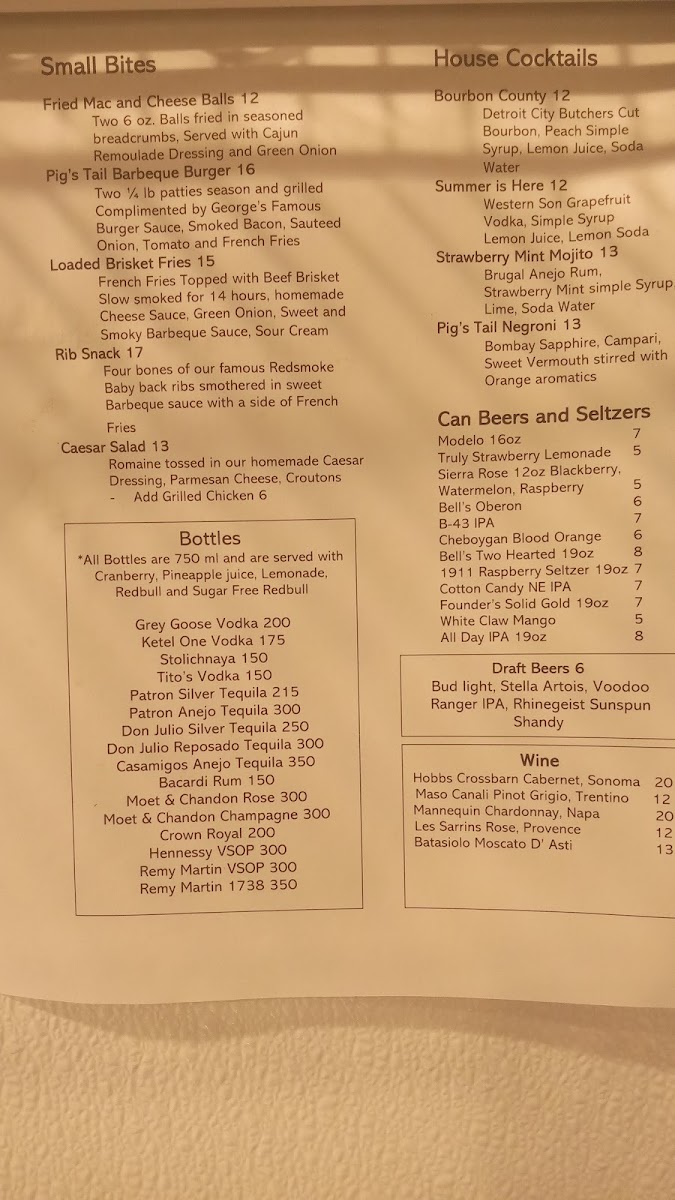 Small Bites
Fried Mac and Cheese Balls 12
Two 6 oz. Balls fried in seasoned
breadcrumbs, Served with Cajun
Remoulade Dressing and Green Onion
Pig's Tail Barbeque Burger 16
Two ¼ lb patties season and grilled
Complimented by George's Famous
Burger Sauce, Smoked Bacon, Sauteed
Onion, Tomato and French Fries
Loaded Brisket Fries 15
French Fries Topped with Beef Brisket
Slow smoked for 14 hours, homemade
Cheese Sauce, Green Onion, Sweet and
Smoky Barbeque Sauce, Sour Cream
Rib Snack 17
Four bones of our famous Redsmoke
Baby back ribs smothered in sweet
Barbeque sauce with a side of French
Fries
Caesar Salad 13
Romaine tossed in our homemade Caesar
Dressing, Parmesan Cheese, Croutons
- Add Grilled Chicken 6
Bottles
*All Bottles are 750 ml and are served with
Cranberry, Pineapple juice, Lemonade,
Redbull and Sugar Free Redbull
Grey Goose Vodka 200
Ketel One Vodka 175
Stolichnaya 150
Tito's Vodka 150
Patron Silver Tequila 215
Patron Anejo Tequila 300
Don Julio Silver Tequila 250
Don Julio Reposado Tequila 300
Casamigos Anejo Tequila 350
Bacardi Rum 150
Moet & Chandon Rose 300
Moet & Chandon Champagne 300
Crown Royal 200
Hennessy VSOP 300
Remy Martin VSOP 300
Remy Martin 1738 350
House Cocktails
Bourbon County 12
Detroit City Butchers Cut
Bourbon, Peach Simple
Syrup, Lemon Juice, Soda
Water
Summer is Here 12
Western Son Grapefruit
Vodka, Simple Syrup
Lemon Juice, Lemon Soda
Strawberry Mint Mojito 13
Brugal Anejo Rum,
Strawberry Mint simple Syrup
Lime, Soda Water
Pig's Tail Negroni 13
Bombay Sapphire, Campari,
Sweet Vermouth stirred with
Orange aromatics
Can Beers and Seltzers
Modelo 16oz 7
Truly Strawberry Lemonade 5
Sierra Rose 12oz Blackberry,
Watermelon, Raspberry 5
Bell's Oberon 6
B-43 IPA 7
Cheboygan Blood Orange 6
Bell's Two Hearted 19oz 8
1911 Raspberry Seltzer 19oz 7
Cotton Candy NE IPA 7
Founder's Solid Gold 19oz 7
White Claw Mango 5
All Day IPA 19oz 8
Draft Beers 6
Bud light, Stella Artois, Voodoo
Ranger IPA, Rhinegeist Sunspun
Shandy
Wine
Hobbs Crossbarn Cabernet, Sonoma 20
Maso Canali Pinot Grigio, Trentino 12
Mannequin Chardonnay, Napa 20
Les Sarrins Rose, Provence 12
Batasiolo Moscato D' Asti 13